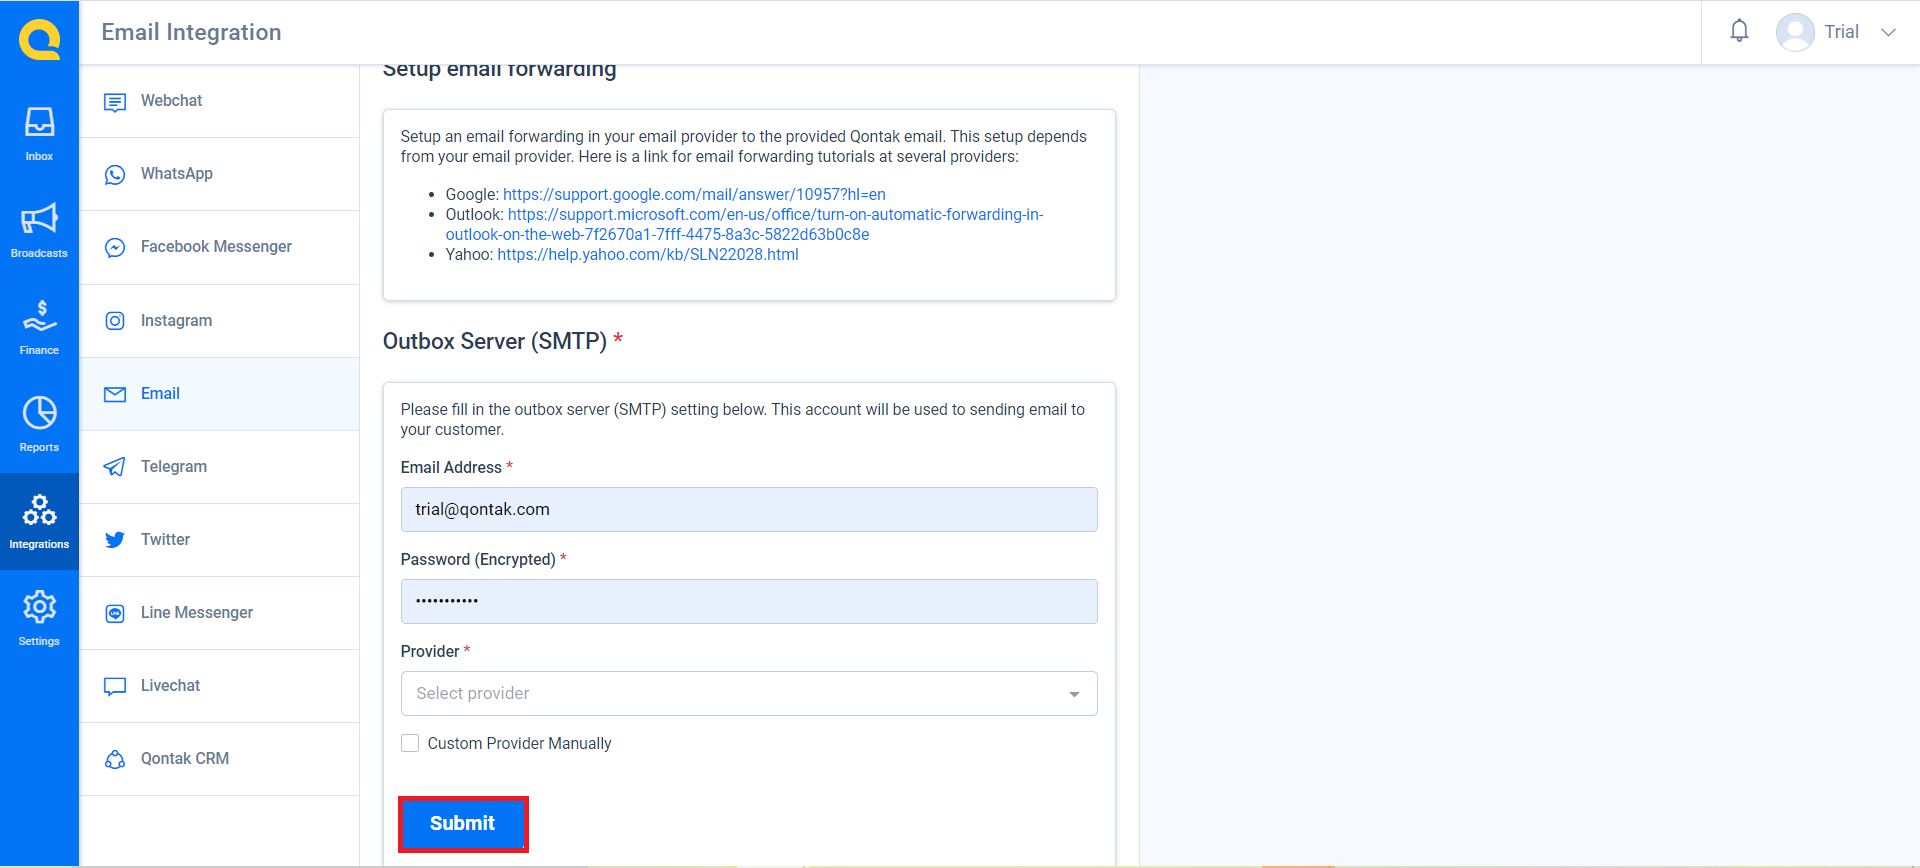 Email Integration
Trial
Inbox
Broadcasts
Finance
Reports
Integrations
Settings
Webchat
WhatsApp
Facebook Messenger
Instagram
Email
Telegram
Twitter
Line Messenger
Livechat
Qontak CRM
Setup email forwarding
Setup an email forwarding in your email provider to the provided Qontak email. This setup depends
from your email provider. Here is a link for email forwarding tutorials at several providers:
• Google: https://support.google.com/mail/answer/10957?hl=en
• Outlook: https://support.microsoft.com/en-us/office/turn-on-automatic-forwarding-in-
outlook-on-the-web-7f2670a1-7fff-4475-8a3c-5822d63b0c8e
• Yahoo: https://help.yahoo.com/kb/SLN22028.html
Outbox Server (SMTP) *
Please fill in the outbox server (SMTP) setting below. This account will be used to sending email to
your customer.
Email Address *
trial@qontak.com
Password (Encrypted) *
•••••••••••
Provider *
Select provider
Custom Provider Manually
Submit